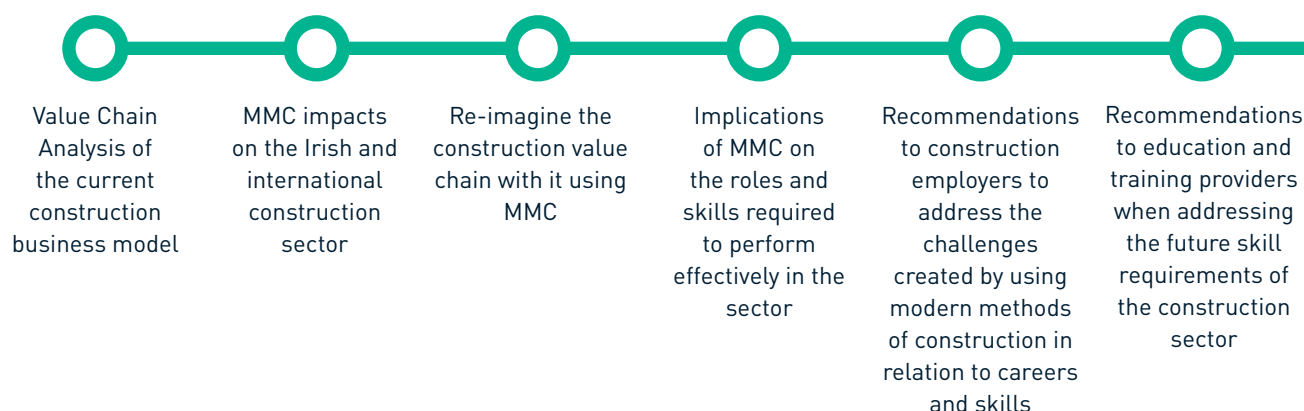 Value Chain
Analysis of
the current
construction
business model
MMC impacts
on the Irish and
international
construction
sector
Re-imagine the
construction value
chain with it using
MMC
Implications
of MMC on
the roles and
skills required
to perform
effectively in the
sector
Recommendations
to construction
employers to
address the
challenges
created by using
modern methods
of construction in
relation to careers
and skills
Recommendations
to education and
training providers
when addressing
the future skill
requirements of
the construction
sector